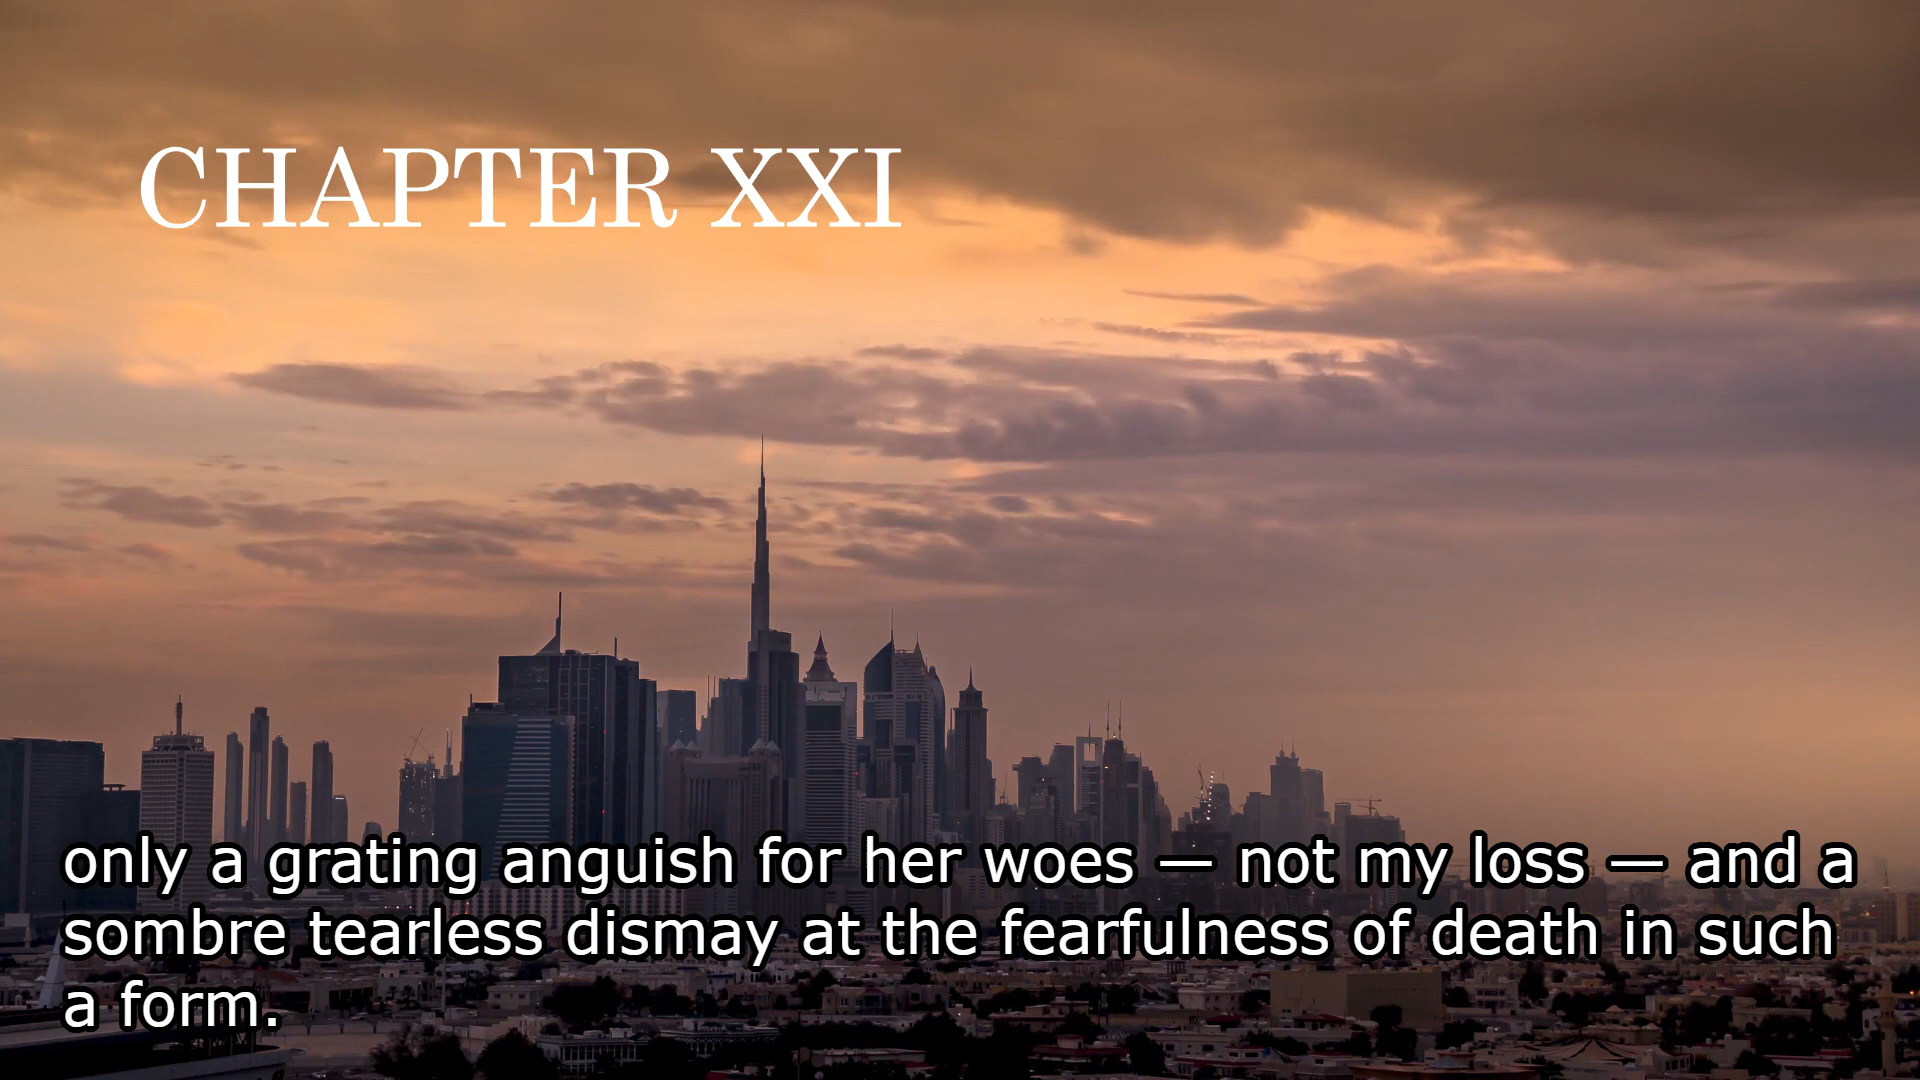 CHAPTER XXI
only a grating anguish for her woes — not my loss — and a
sombre tearless dismay at the fearfulness of death in such
a form.